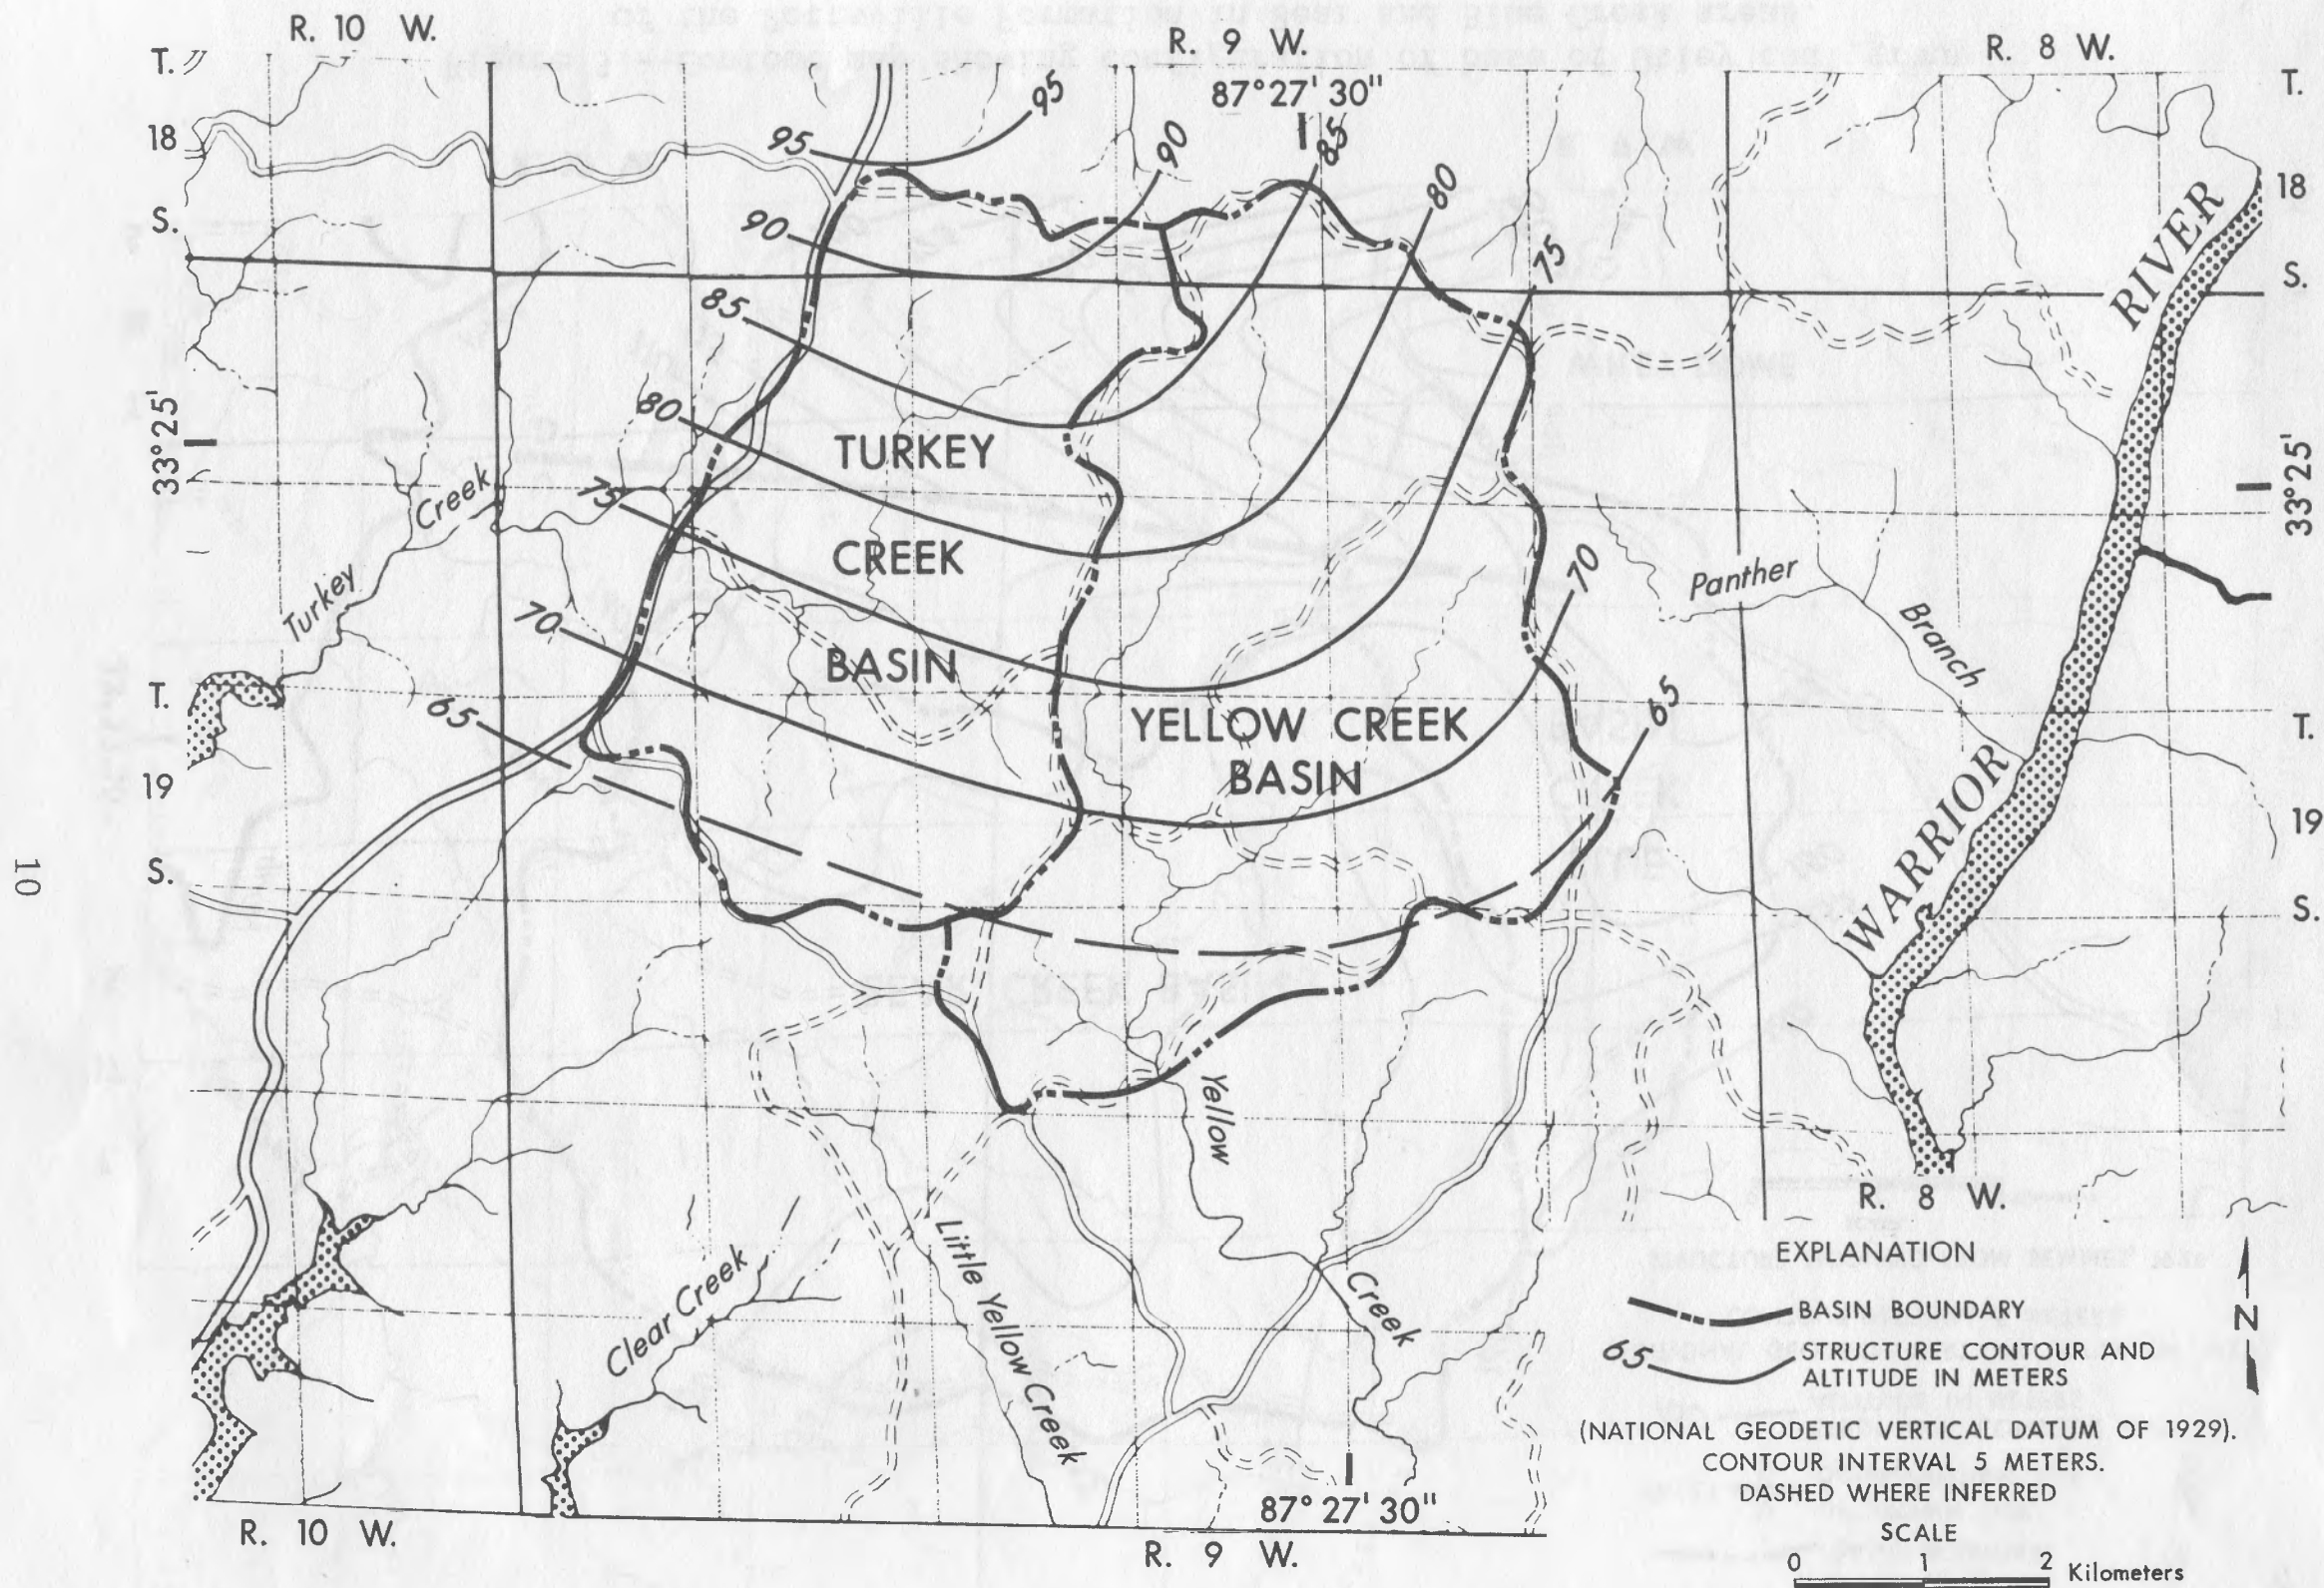 R. 10 W.
R. 9 W.
R. 8 W.
87°27'30"
T.
18
S.
T.
18
S.
95
95
90
90
85
85
80
80
75
75
70
70
65
65
33°25'
33°25'
TURKEY
CREEK
BASIN
YELLOW CREEK
BASIN
Turkey Creek
Panther Branch
WARRIOR RIVER
T.
19
S.
T.
19
S.
10
Yellow Creek
Little Yellow Creek
Clear Creek
R. 8 W.
EXPLANATION
BASIN BOUNDARY
65
STRUCTURE CONTOUR AND
ALTITUDE IN METERS
(NATIONAL GEODETIC VERTICAL DATUM OF 1929).
CONTOUR INTERVAL 5 METERS.
DASHED WHERE INFERRED
SCALE
0 1 2 Kilometers
N
87°27'30"
R. 10 W.
R. 9 W.